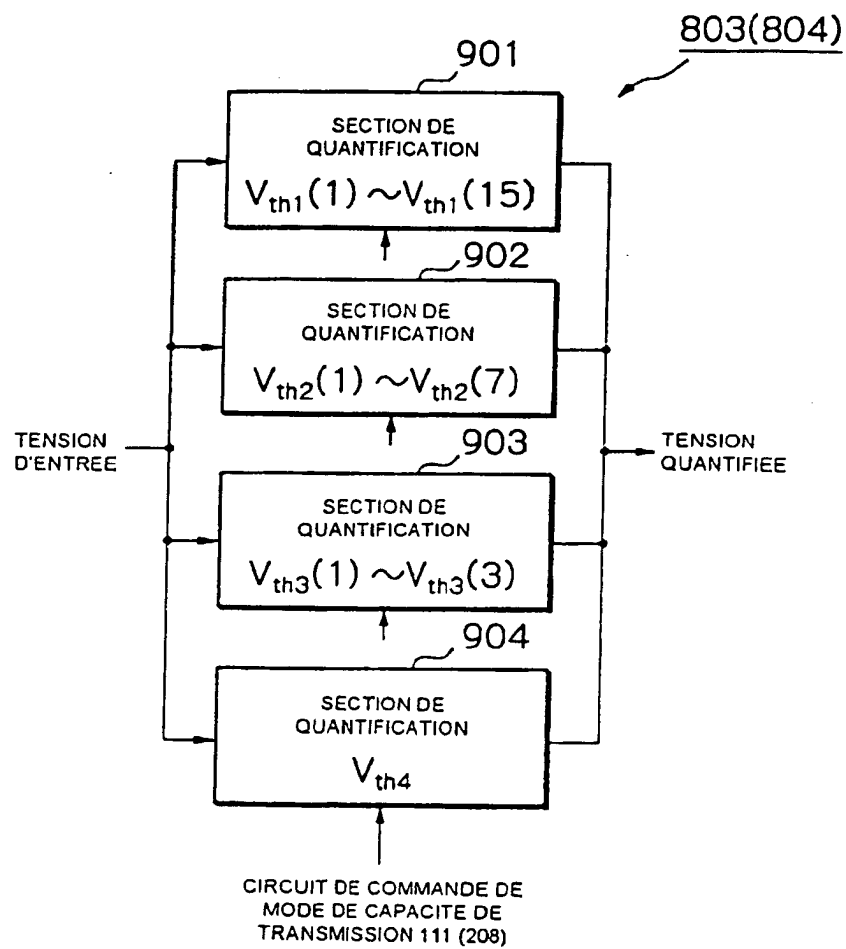 803(804)
901
SECTION DE
QUANTIFICATION
Vth1(1) ~Vth1(15)
902
SECTION DE
QUANTIFICATION
Vth2(1) ~Vth2(7)
TENSION
D'ENTREE
903
TENSION
QUANTIFIEE
SECTION DE
QUANTIFICATION
Vth3(1) ~Vth3(3)
904
SECTION DE
QUANTIFICATION
Vth4
CIRCUIT DE COMMANDE DE
MODE DE CAPACITE DE
TRANSMISSION 111 (208)